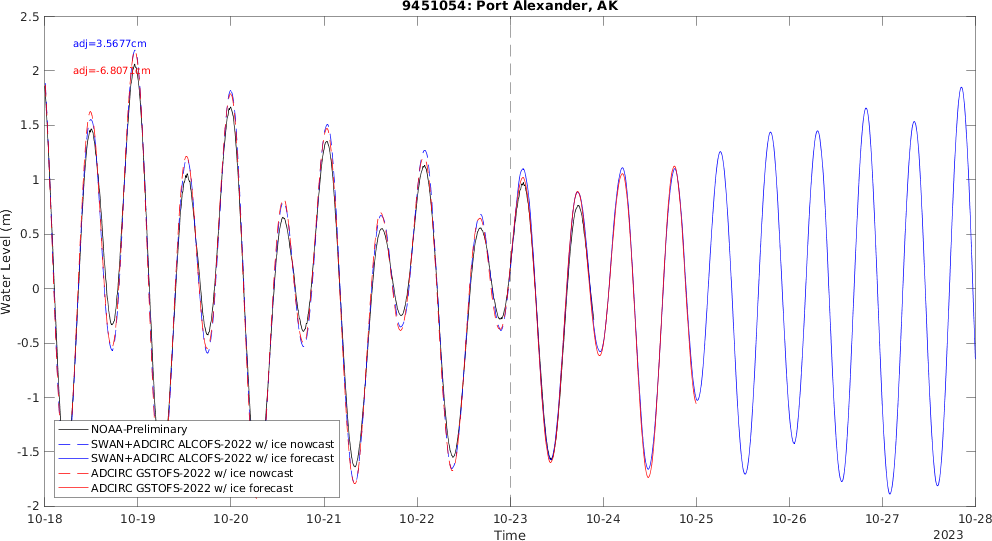 9451054: Port Alexander, AK
Water Level (m)
2.5
2
1.5
1
0.5
0
-0.5
-1
-1.5
-2
adj=3.5677cm
NOAA-Preliminary
SWAN+ADCIRC ALCOFS-2022 w/ ice nowcast
SWAN+ADCIRC ALCOFS-2022 w/ ice forecast
ADCIRC GSTOFS-2022 w/ ice nowcast
ADCIRC GSTOFS-2022 w/ ice forecast
10-18 10-19 10-20 10-21 10-22 10-23 10-24 10-25 10-26 10-27 10-28
Time
2023